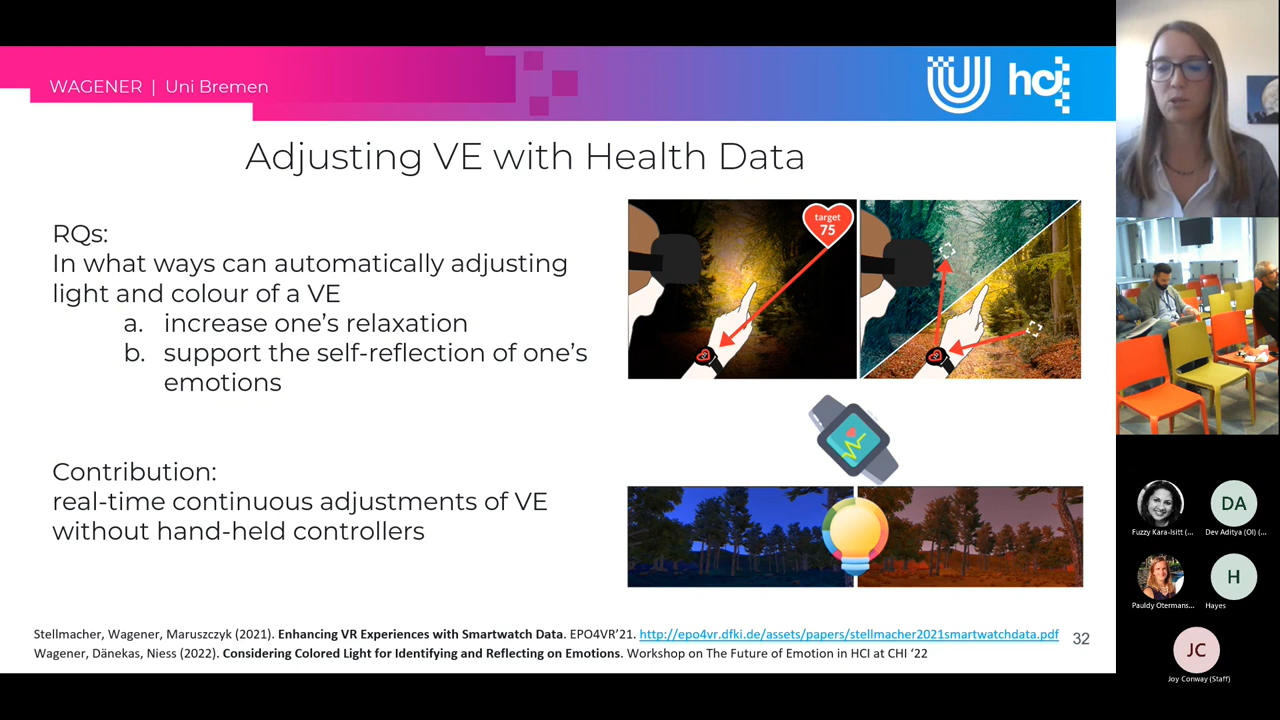 WAGENER | Uni Bremen
hci
Adjusting VE with Health Data
RQs:
In what ways can automatically adjusting
light and colour of a VE
a. increase one's relaxation
b. support the self-reflection of one's
emotions
target
75
Contribution:
real-time continuous adjustments of VE
without hand-held controllers
Stellmacher, Wagener, Maruszczyk (2021). Enhancing VR Experiences with Smartwatch Data. EPO4VR'21. http://epo4vr.dfki.de/assets/papers/stellmacher2021smartwatchdata.pdf
Wagener, Dänekas, Niess (2022). Considering Colored Light for Identifying and Reflecting on Emotions. Workshop on The Future of Emotion in HCI at CHI '22
32
DA
Fuzzy Kara-Isitt (...
Dev Aditya (OI) (...
H
Pauldy Otermans...
Hayes
JC
Joy Conway (Staff)